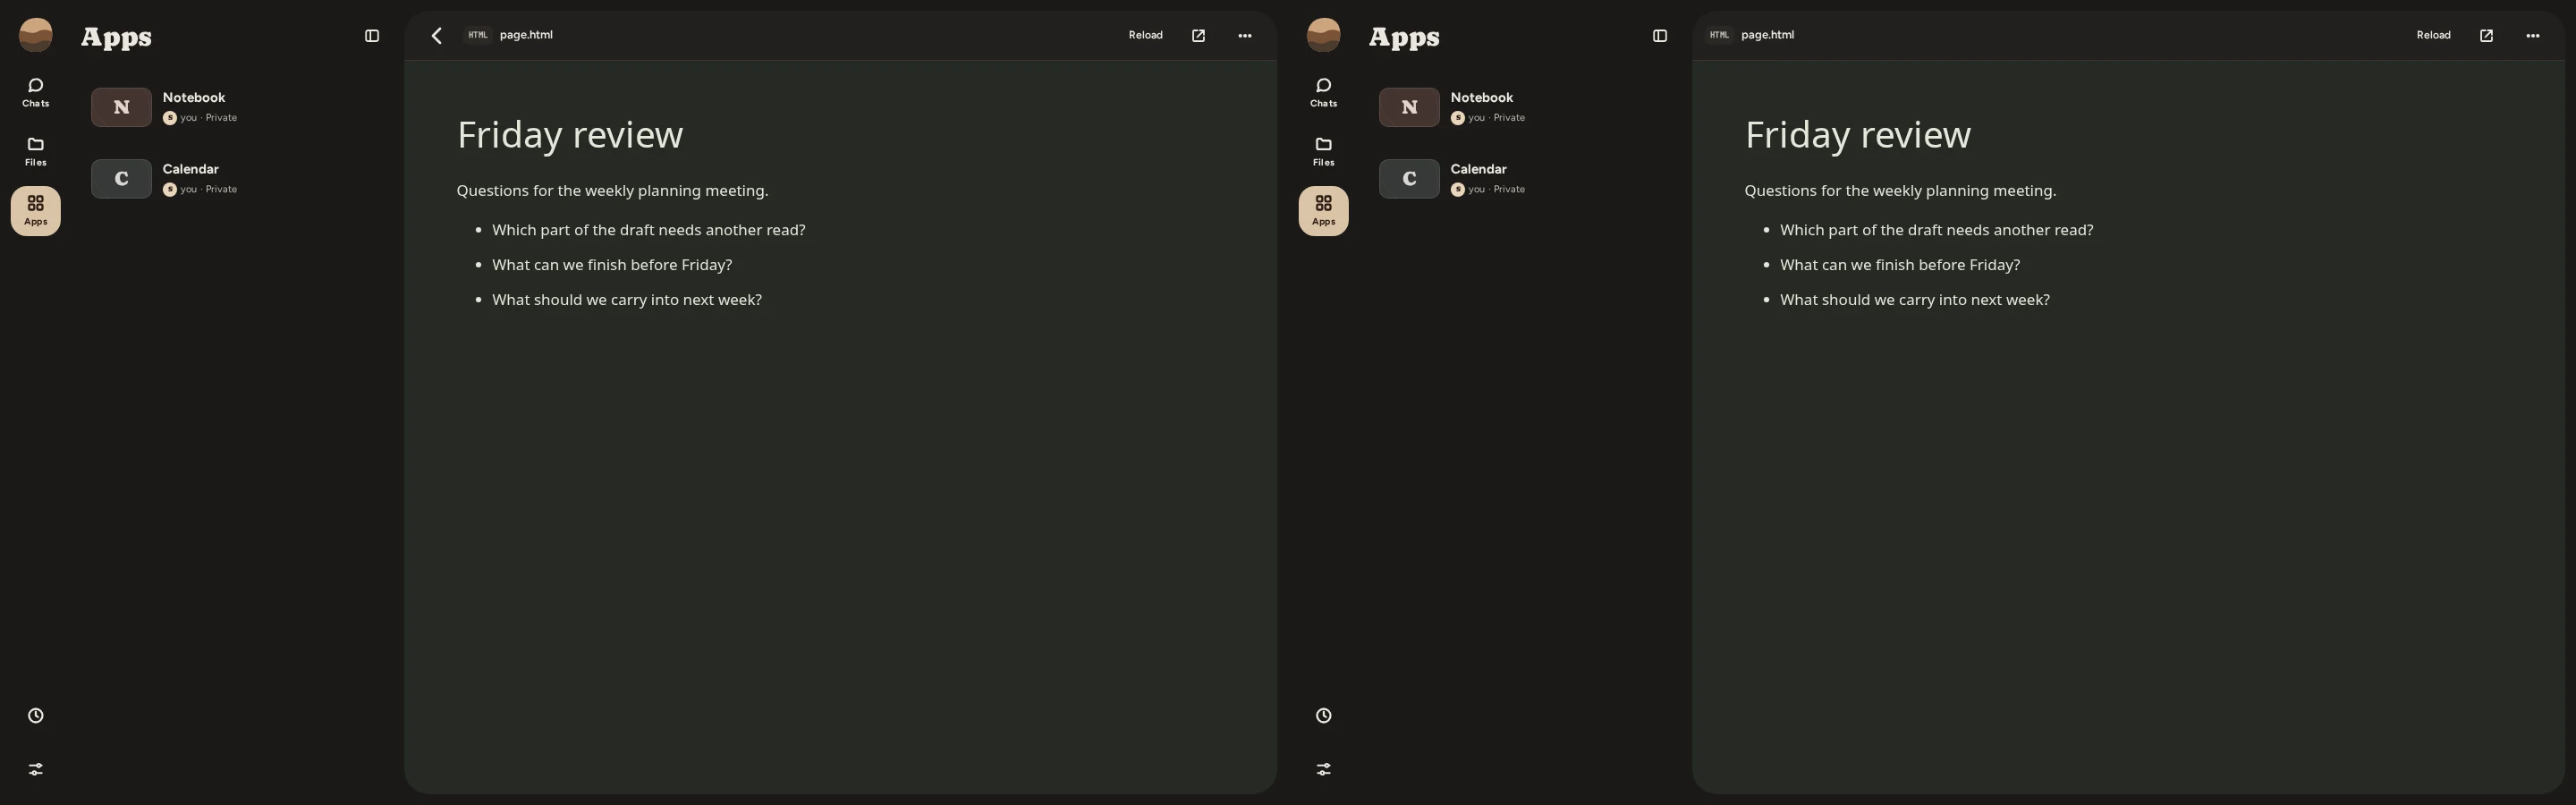 Apps
HTML page.html
Reload
Chats
Files
Apps
N
Notebook
s you · Private
C
Calendar
s you · Private
Friday review
Questions for the weekly planning meeting.
• Which part of the draft needs another read?
• What can we finish before Friday?
• What should we carry into next week?
Apps
HTML page.html
Reload
Chats
Files
Apps
N
Notebook
s you · Private
C
Calendar
s you · Private
Friday review
Questions for the weekly planning meeting.
• Which part of the draft needs another read?
• What can we finish before Friday?
• What should we carry into next week?